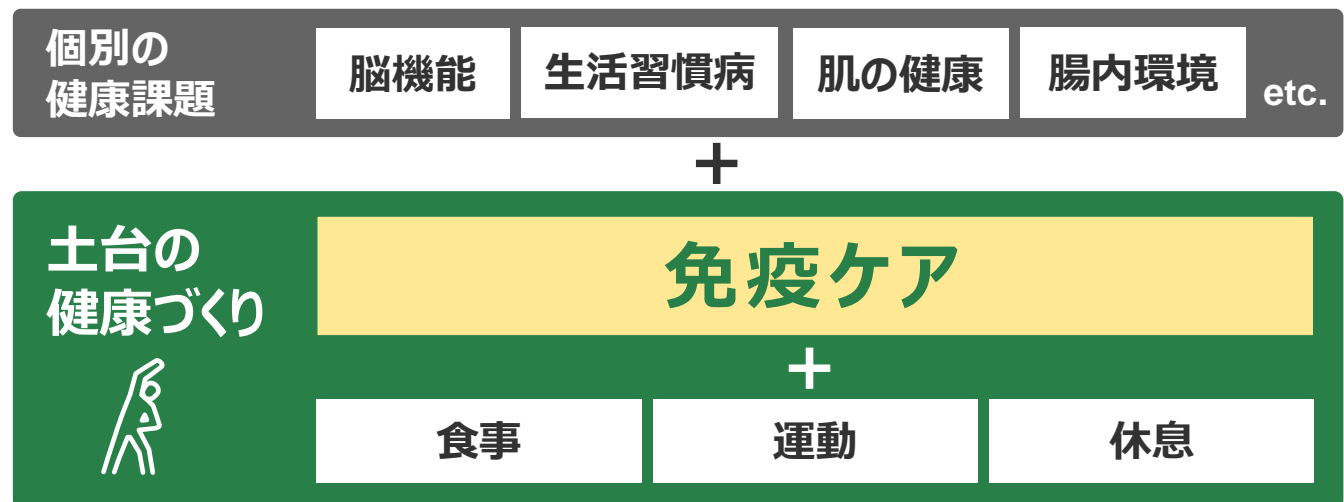 個別の
健康課題
脳機能
生活習慣病
肌の健康
腸内環境
etc.
+
土台の
健康づくり
免疫ケア
+
食事
運動
休息